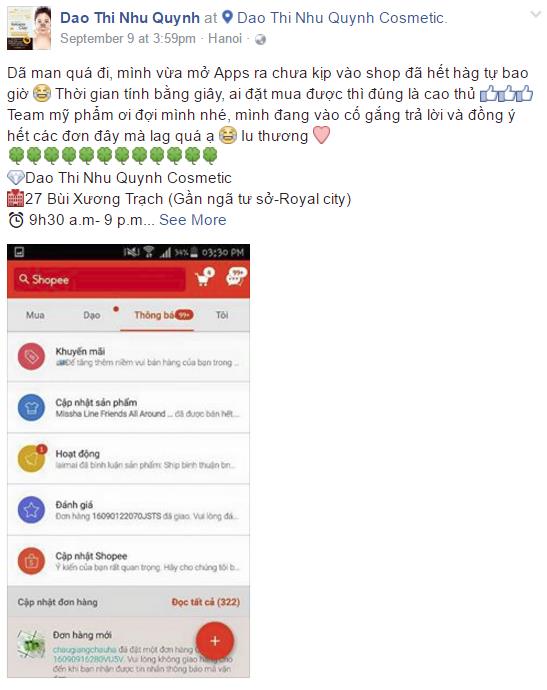 Dao Thi Nhu Quynh at Dao Thi Nhu Quynh Cosmetic.
September 9 at 3:59pm · Hanoi ·
Dã man quá đi, mình vừa mở Apps ra chưa kịp vào shop đã hết hàg tự bao
giờ 😂 Thời gian tính bằng giây, ai đặt mua được thì đúng là cao thủ 👍👍👍
Team mỹ phẩm ơi đợi mình nhé, mình đang vào cố gắng trả lời và đồng ý
hết các đơn đây mà lag quá ạ 😂 Iu thương ❤
🍀🍀🍀🍀🍀🍀🍀🍀🍀🍀🍀🍀
💎Dao Thi Nhu Quynh Cosmetic
🏩27 Bùi Xương Trạch (Gần ngã tư sở-Royal city)
⏰ 9h30 a.m- 9 p.m... See More
34% 03:30 PM
Shopee 6 99+
Mua Dạo Thông bá 99+ Tôi
Khuyến mãi
Để tăng thêm niềm vui bán hàng của bạn trong ...
Cập nhật sản phẩm
Missha Line Friends All Around ... đã được bán hết...
1 Hoạt động
laimai đã bình luận sản phẩm: Ship bình thuận bn...
Đánh giá
Đơn hàng 16090122070JSTS đã giao. Vui lòng đá...
Cập nhật Shopee
Ý kiến của bạn rất quan trọng. Hãy cho chúng tôi b...
Cập nhật đơn hàng Đọc tất cả (322)
Đơn hàng mới
chaugiangchauha đã đặt một đơn hàng
16090916280VU5V. Vui lòng không giao hàng cho
đến khi bạn nhận được tin nhắn thông báo mã vận